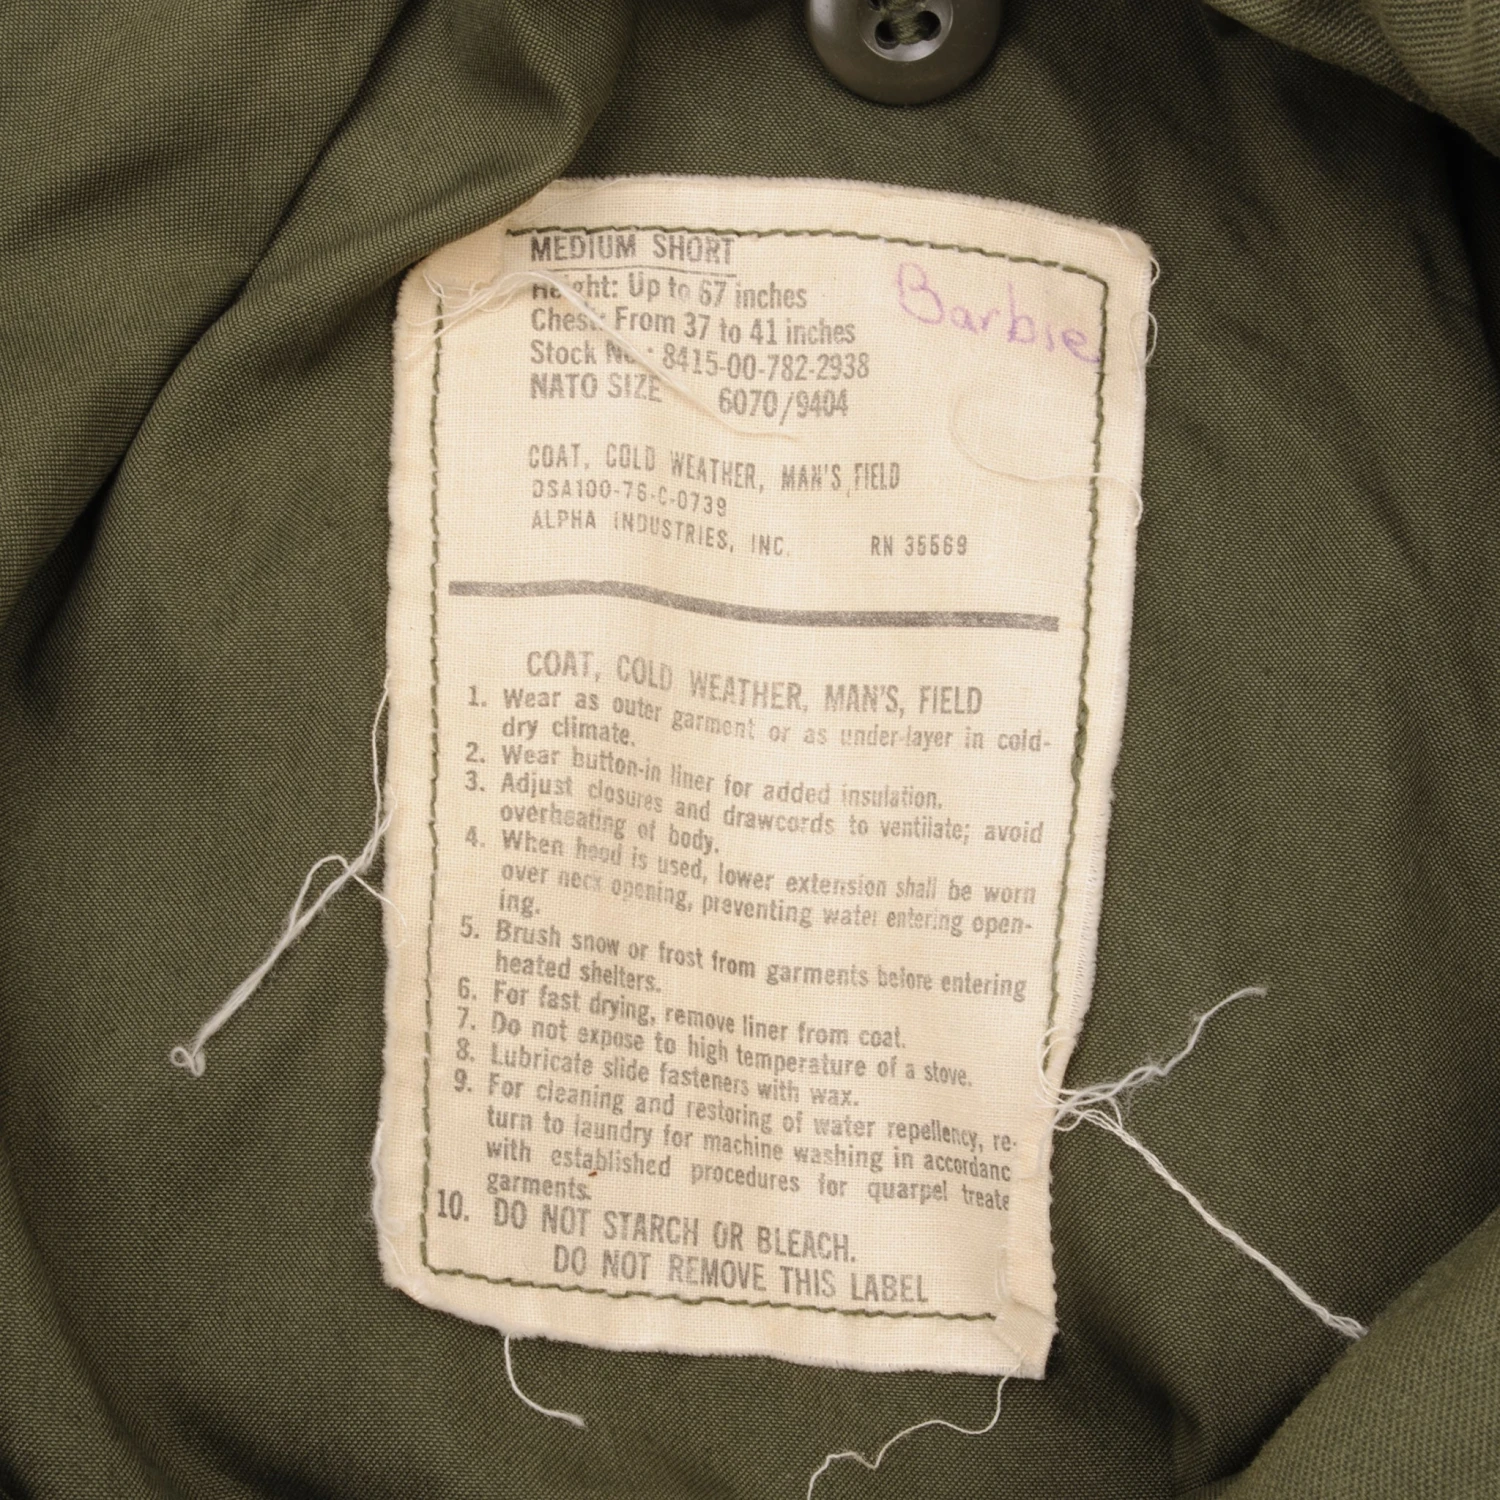 MEDIUM SHORT
Barbie
Height: Up to 67 inches
Chest: From 37 to 41 inches
Stock No.: 8415-00-782-2938
NATO SIZE 6070/9404
COAT, COLD WEATHER, MAN'S, FIELD
DSA100-76-C-0739
ALPHA INDUSTRIES, INC. RN 35569
COAT, COLD WEATHER, MAN'S, FIELD
1. Wear as outer garment or as under-layer in cold-
dry climate.
2. Wear button-in liner for added insulation.
3. Adjust closures and drawcords to ventilate; avoid
overheating of body.
4. When hood is used, lower extension shall be worn
over neck opening, preventing water entering open-
ing.
5. Brush snow or frost from garments before entering
heated shelters.
6. For fast drying, remove liner from coat.
7. Do not expose to high temperature of a stove.
8. Lubricate slide fasteners with wax.
9. For cleaning and restoring of water repellency, re-
turn to laundry for machine washing in accordanc
with established procedures for quarpel treate
garments.
10. DO NOT STARCH OR BLEACH.
DO NOT REMOVE THIS LABEL